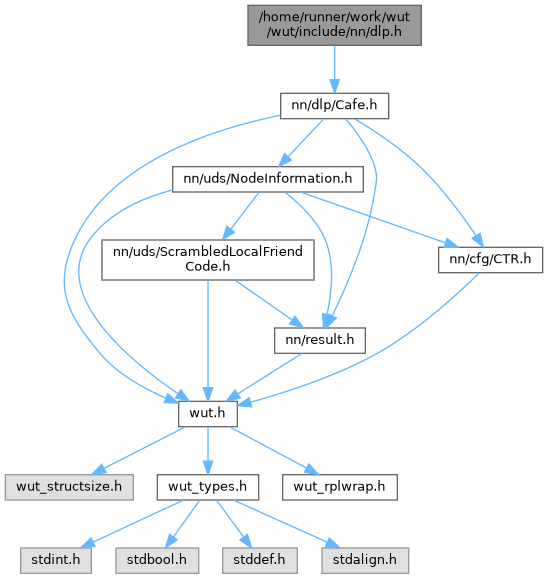 /home/runner/work/wut
/wut/include/nn/dlp.h
nn/dlp/Cafe.h
nn/uds/NodeInformation.h
nn/uds/ScrambledLocalFriend
Code.h
nn/cfg/CTR.h
nn/result.h
wut.h
wut_structsize.h
wut_types.h
wut_rplwrap.h
stdint.h
stdbool.h
stddef.h
stdalign.h